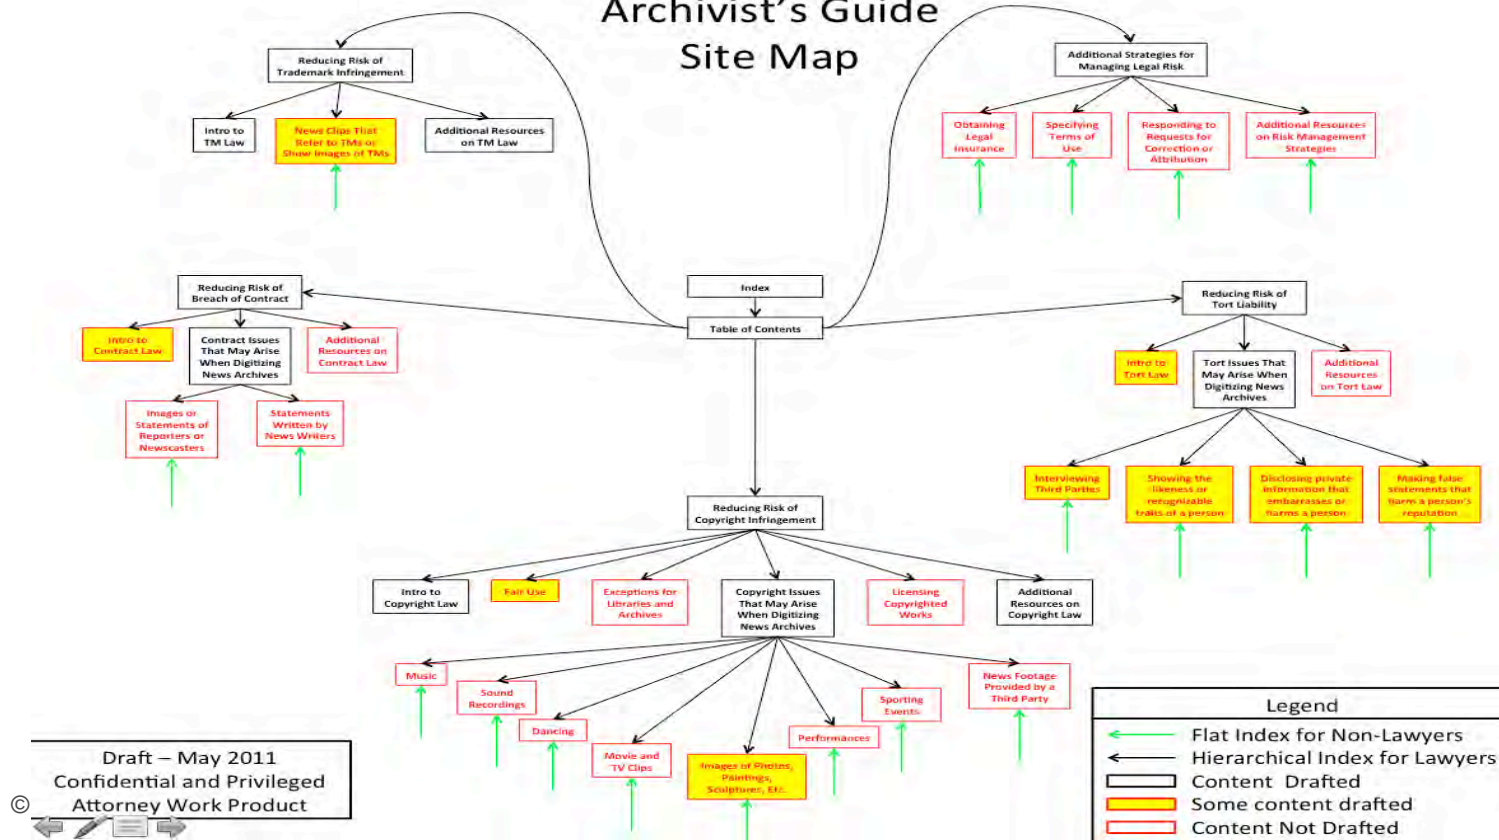 Archivist's Guide
Site Map
Reducing Risk of
Trademark Infringement
Intro to
TM Law
News Clips That
Refer to TMs or
Show Images of TMs
Additional Resources
on TM Law
Additional Strategies for
Managing Legal Risk
Obtaining
Legal
Insurance
Specifying
Terms of
Use
Responding to
Requests for
Correction or
Attribution
Additional Resources
on Risk Management
Strategies
Reducing Risk of
Breach of Contract
Intro to
Contract Law
Contract Issues
That May Arise
When Digitizing
News Archives
Additional
Resources on
Contract Law
Images or
Statements of
Reporters or
Newscasters
Statements
Written by
News Writers
Index
Table of Contents
Reducing Risk of
Tort Liability
Intro to
Tort Law
Tort Issues That
May Arise When
Digitizing News
Archives
Additional
Resources
on Tort Law
Interviewing
Third Parties
Showing the
likeness or
recognizable
traits of a person
Disclosing private
information that
embarrasses or
harms a person
Making false
statements that
harm a person's
reputation
Reducing Risk of
Copyright Infringement
Intro to
Copyright Law
Fair Use
Exceptions for
Libraries and
Archives
Copyright Issues
That May Arise
When Digitizing
News Archives
Licensing
Copyrighted
Works
Additional
Resources on
Copyright Law
Music
Sound
Recordings
Dancing
Movie and
TV Clips
Images of Photos,
Paintings,
Sculptures, Etc.
Performances
Sporting
Events
News Footage
Provided by a
Third Party
Draft – May 2011
Confidential and Privileged
Attorney Work Product
©
Legend
Flat Index for Non-Lawyers
Hierarchical Index for Lawyers
Content Drafted
Some content drafted
Content Not Drafted